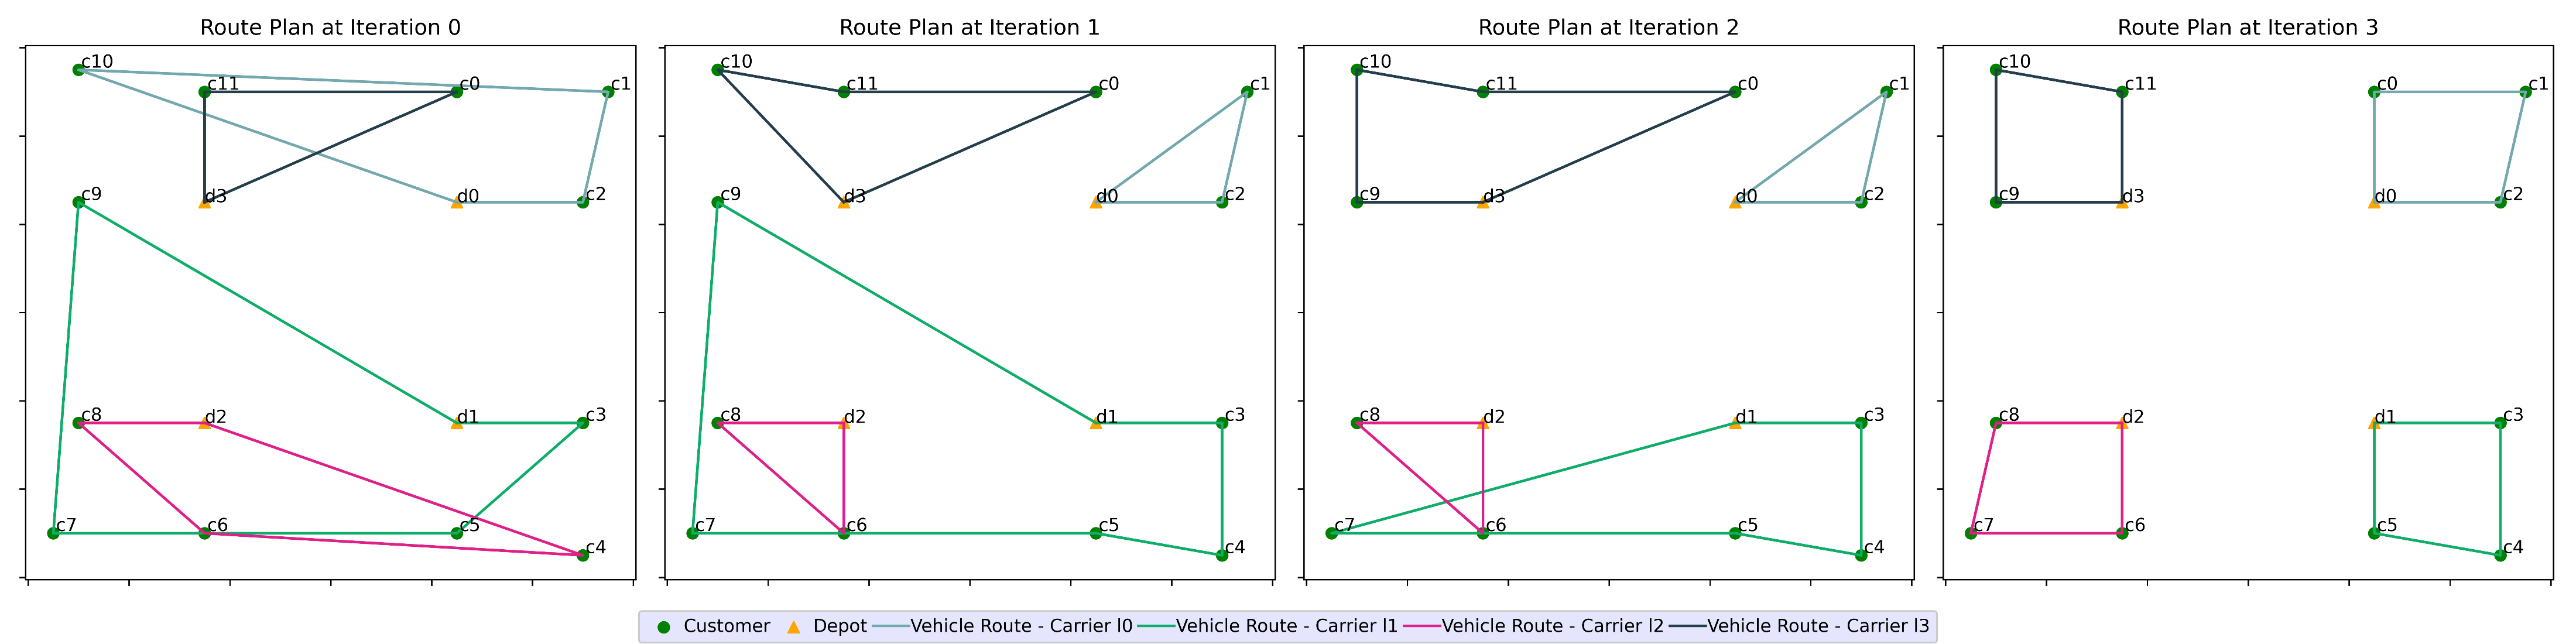 Route Plan at Iteration 0
c10
c11
c0
c1
c9
d3
d0
c2
c8
d2
d1
c3
c7
c6
c5
c4
Route Plan at Iteration 1
c10
c11
c0
c1
c9
d3
d0
c2
c8
d2
d1
c3
c7
c6
c5
c4
Route Plan at Iteration 2
c10
c11
c0
c1
c9
d3
d0
c2
c8
d2
d1
c3
c7
c6
c5
c4
Route Plan at Iteration 3
c10
c11
c0
c1
c9
d3
d0
c2
c8
d2
d1
c3
c7
c6
c5
c4
Customer Depot Vehicle Route - Carrier l0 Vehicle Route - Carrier l1 Vehicle Route - Carrier l2 Vehicle Route - Carrier l3